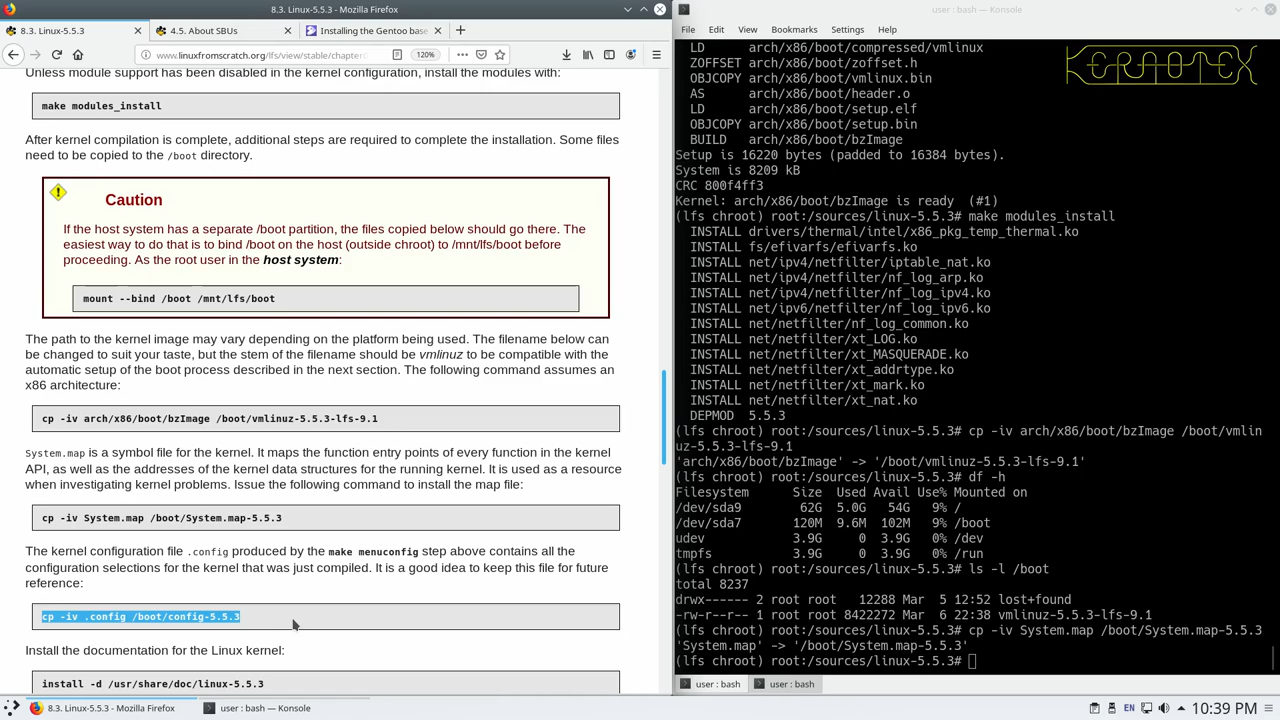 8.3. Linux-5.5.3 - Mozilla Firefox
8.3. Linux-5.5.3
4.5. About SBUs
Installing the Gentoo base
www.linuxfromscratch.org/lfs/view/stable/chapter
120%
Unless module support has been disabled in the kernel configuration, install the modules with:
make modules_install
After kernel compilation is complete, additional steps are required to complete the installation. Some files
need to be copied to the /boot directory.
Caution
If the host system has a separate /boot partition, the files copied below should go there. The
easiest way to do that is to bind /boot on the host (outside chroot) to /mnt/lfs/boot before
proceeding. As the root user in the host system:
mount --bind /boot /mnt/lfs/boot
The path to the kernel image may vary depending on the platform being used. The filename below can
be changed to suit your taste, but the stem of the filename should be vmlinuz to be compatible with the
automatic setup of the boot process described in the next section. The following command assumes an
x86 architecture:
cp -iv arch/x86/boot/bzImage /boot/vmlinuz-5.5.3-lfs-9.1
System.map is a symbol file for the kernel. It maps the function entry points of every function in the kernel
API, as well as the addresses of the kernel data structures for the running kernel. It is used as a resource
when investigating kernel problems. Issue the following command to install the map file:
cp -iv System.map /boot/System.map-5.5.3
The kernel configuration file .config produced by the make menuconfig step above contains all the
configuration selections for the kernel that was just compiled. It is a good idea to keep this file for future
reference:
cp -iv .config /boot/config-5.5.3
Install the documentation for the Linux kernel:
install -d /usr/share/doc/linux-5.5.3
user : bash — Konsole
File Edit View Bookmarks Settings Help
KERAOTEX
LD arch/x86/boot/compressed/vmlinux
ZOFFSET arch/x86/boot/zoffset.h
OBJCOPY arch/x86/boot/vmlinux.bin
AS arch/x86/boot/header.o
LD arch/x86/boot/setup.elf
OBJCOPY arch/x86/boot/setup.bin
BUILD arch/x86/boot/bzImage
Setup is 16220 bytes (padded to 16384 bytes).
System is 8209 kB
CRC 800f4ff3
Kernel: arch/x86/boot/bzImage is ready (#1)
(lfs chroot) root:/sources/linux-5.5.3# make modules_install
INSTALL drivers/thermal/intel/x86_pkg_temp_thermal.ko
INSTALL fs/efivarfs/efivarfs.ko
INSTALL net/ipv4/netfilter/iptable_nat.ko
INSTALL net/ipv4/netfilter/nf_log_arp.ko
INSTALL net/ipv4/netfilter/nf_log_ipv4.ko
INSTALL net/ipv6/netfilter/nf_log_ipv6.ko
INSTALL net/netfilter/nf_log_common.ko
INSTALL net/netfilter/xt_LOG.ko
INSTALL net/netfilter/xt_MASQUERADE.ko
INSTALL net/netfilter/xt_addrtype.ko
INSTALL net/netfilter/xt_mark.ko
INSTALL net/netfilter/xt_nat.ko
DEPMOD 5.5.3
(lfs chroot) root:/sources/linux-5.5.3# cp -iv arch/x86/boot/bzImage /boot/vmlin
uz-5.5.3-lfs-9.1
'arch/x86/boot/bzImage' -> '/boot/vmlinuz-5.5.3-lfs-9.1'
(lfs chroot) root:/sources/linux-5.5.3# df -h
Filesystem Size Used Avail Use% Mounted on
/dev/sda9 62G 5.0G 54G 9% /
/dev/sda7 120M 9.6M 102M 9% /boot
udev 3.9G 0 3.9G 0% /dev
tmpfs 3.9G 0 3.9G 0% /run
(lfs chroot) root:/sources/linux-5.5.3# ls -l /boot
total 8237
drwx------ 2 root root 12288 Mar 5 12:52 lost+found
-rw-r--r-- 1 root root 8422272 Mar 6 22:38 vmlinuz-5.5.3-lfs-9.1
(lfs chroot) root:/sources/linux-5.5.3# cp -iv System.map /boot/System.map-5.5.3
'System.map' -> '/boot/System.map-5.5.3'
(lfs chroot) root:/sources/linux-5.5.3#
user : bash
user : bash
8.3. Linux-5.5.3 - Mozilla Firefox
user : bash — Konsole
EN
10:39 PM